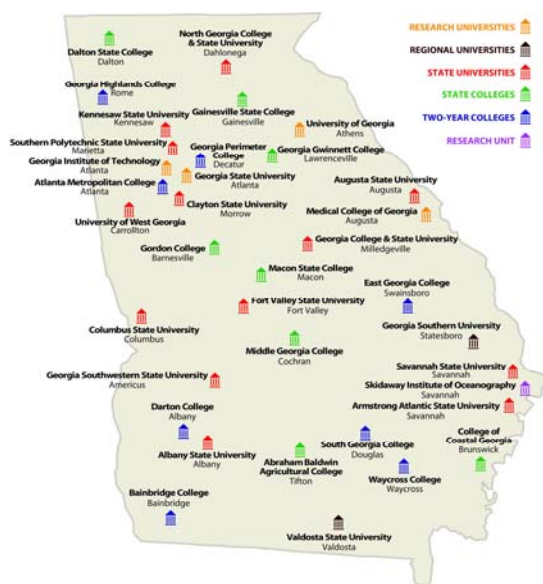 RESEARCH UNIVERSITIES
REGIONAL UNIVERSITIES
STATE UNIVERSITIES
STATE COLLEGES
TWO-YEAR COLLEGES
RESEARCH UNIT
Dalton State College
Dalton
North Georgia College
& State University
Dahlonega
Georgia Highlands College
Rome
Gainesville State College
Gainesville
Kennesaw State University
Kennesaw
University of Georgia
Athens
Southern Polytechnic State University
Marietta
Georgia Perimeter
College
Decatur
Georgia Gwinnett College
Lawrenceville
Georgia Institute of Technology
Atlanta
Georgia State University
Atlanta
Atlanta Metropolitan College
Atlanta
Augusta State University
Augusta
Clayton State University
Morrow
Medical College of Georgia
Augusta
University of West Georgia
Carrollton
Gordon College
Barnesville
Georgia College & State University
Milledgeville
Macon State College
Macon
East Georgia College
Swainsboro
Fort Valley State University
Fort Valley
Columbus State University
Columbus
Georgia Southern University
Statesboro
Middle Georgia College
Cochran
Georgia Southwestern State University
Americus
Savannah State University
Savannah
Skidaway Institute of Oceanography
Savannah
Armstrong Atlantic State University
Savannah
Darton College
Albany
Albany State University
Albany
South Georgia College
Douglas
College of
Coastal Georgia
Brunswick
Abraham Baldwin
Agricultural College
Tifton
Waycross College
Waycross
Bainbridge College
Bainbridge
Valdosta State University
Valdosta